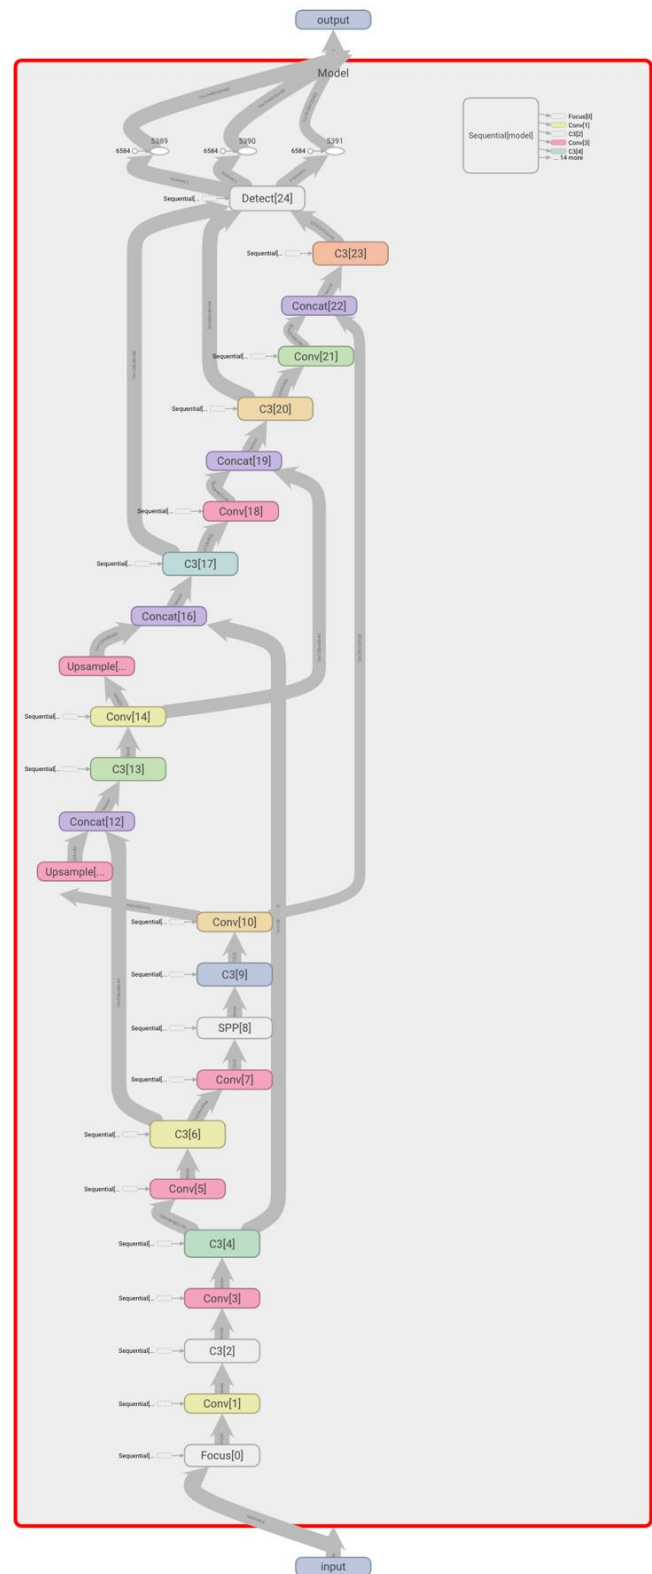 output
Model
S389
S390
S391
6584
6584
6584
Sequential[model]
Focus[0]
Conv[1]
C3[2]
Conv[3]
C3[4]
... 14 more
Sequential[...
Detect[24]
Sequential[...
C3[23]
Concat[22]
Sequential[...
Conv[21]
Sequential[...
C3[20]
Concat[19]
Sequential[...
Conv[18]
Sequential[...
C3[17]
Concat[16]
Upsample[...
Sequential[...
Conv[14]
Sequential[...
C3[13]
Concat[12]
Upsample[...
Sequential[...
Conv[10]
Sequential[...
C3[9]
Sequential[...
SPP[8]
Sequential[...
Conv[7]
Sequential[...
C3[6]
Sequential[...
Conv[5]
Sequential[...
C3[4]
Sequential[...
Conv[3]
Sequential[...
C3[2]
Sequential[...
Conv[1]
Sequential[...
Focus[0]
input